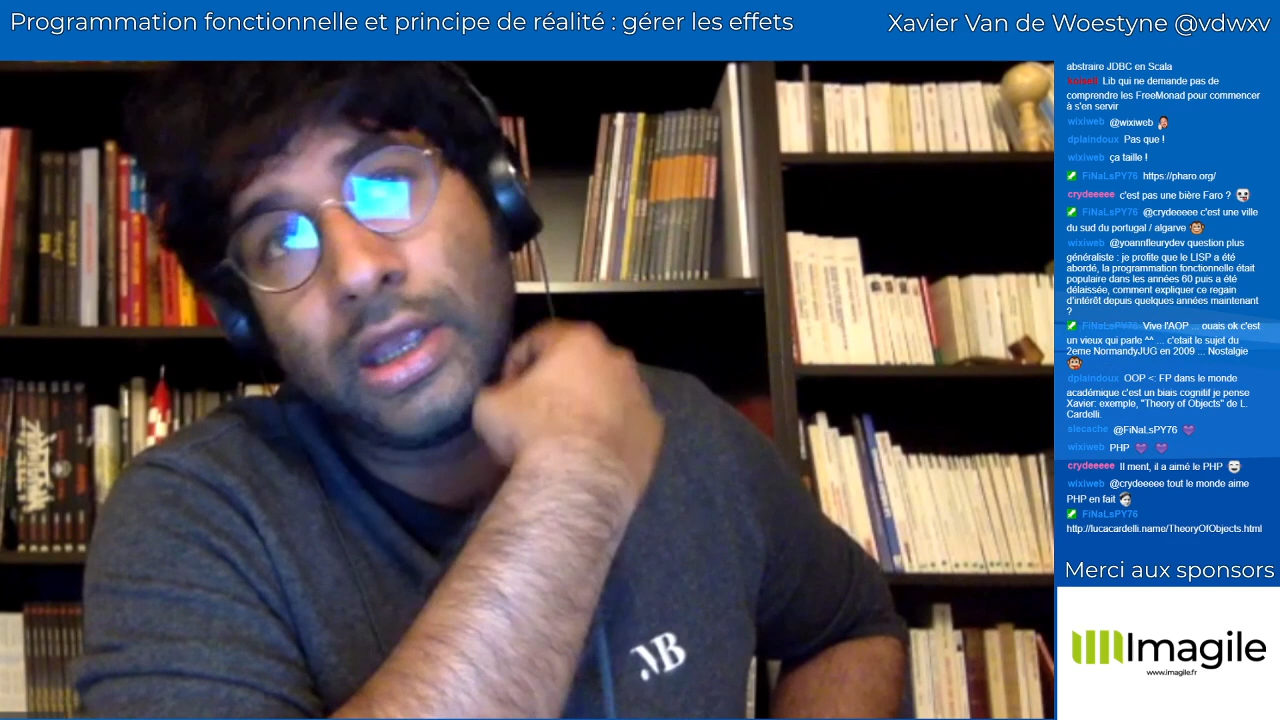 Programmation fonctionnelle et principe de réalité : gérer les effets
Xavier Van de Woestyne @vdwxv
abstraire JDBC en Scala
Lib qui ne demande pas de
comprendre les FreeMonad pour commencer
à s'en servir
wixiweb @wixiweb
dplaindoux Pas que !
wixiweb ça taille !
FiNaLsPY76 https://pharo.org/
crydeeeee c'est pas une bière Faro ?
FiNaLsPY76 @crydeeeee c'est une ville
du sud du portugal / algarve
wixiweb @yoannfleurydev question plus
généraliste : je profite que le LISP a été
abordé, la programmation fonctionnelle était
populaire dans les années 60 puis a été
délaissée, comment expliquer ce regain
d'intérêt depuis quelques années maintenant
?
FiNaLsPY76 Vive l'AOP ... ouais ok c'est
un vieux qui parle ^^ ... c'etait le sujet du
2eme NormandyJUG en 2009 ... Nostalgie
dplaindoux OOP <: FP dans le monde
académique c'est un biais cognitif je pense
Xavier: exemple, "Theory of Objects" de L.
Cardelli.
slecache @FiNaLsPY76
wixiweb PHP
crydeeeee Il ment, il a aimé le PHP
wixiweb @crydeeeee tout le monde aime
PHP en fait
FiNaLsPY76
http://lucacardelli.name/TheoryOfObjects.html
Merci aux sponsors
Imagile
www.imagile.fr
MB